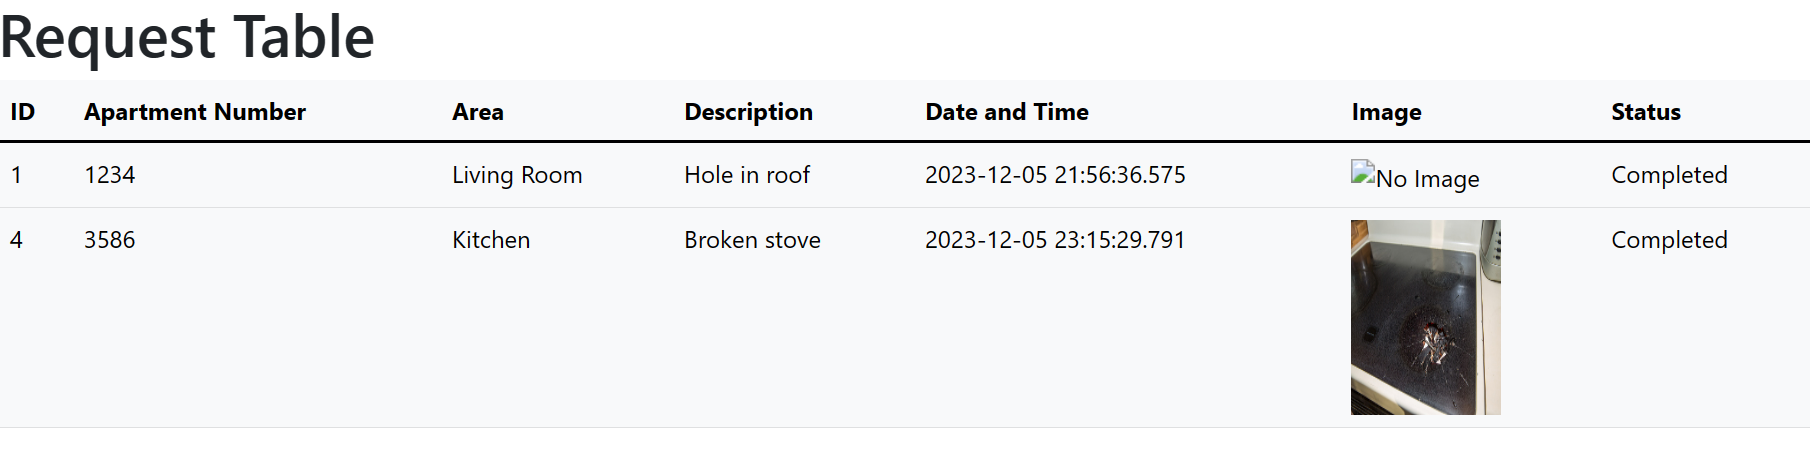 Request Table
ID Apartment Number Area Description Date and Time Image Status
1 1234 Living Room Hole in roof 2023-12-05 21:56:36.575 No Image Completed
4 3586 Kitchen Broken stove 2023-12-05 23:15:29.791 Completed